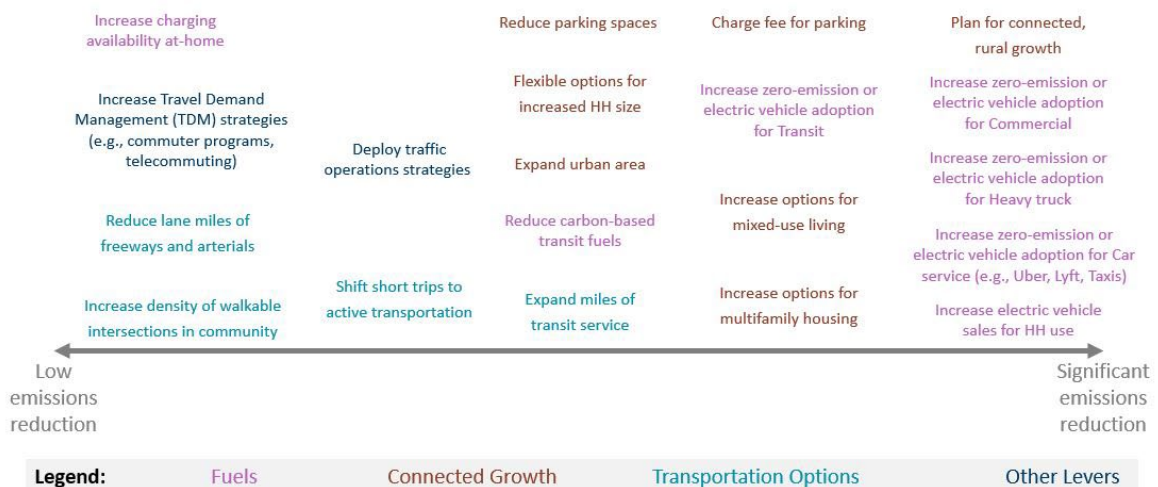 Increase charging
availability at-home
Increase Travel Demand
Management (TDM) strategies
(e.g., commuter programs,
telecommuting)
Reduce lane miles of
freeways and arterials
Increase density of walkable
intersections in community
Deploy traffic
operations strategies
Shift short trips to
active transportation
Reduce parking spaces
Flexible options for
increased HH size
Expand urban area
Reduce carbon-based
transit fuels
Expand miles of
transit service
Charge fee for parking
Increase zero-emission or
electric vehicle adoption
for Transit
Increase options for
mixed-use living
Increase options for
multifamily housing
Plan for connected,
rural growth
Increase zero-emission or
electric vehicle adoption
for Commercial
Increase zero-emission or
electric vehicle adoption
for Heavy truck
Increase zero-emission or
electric vehicle adoption for Car
service (e.g., Uber, Lyft, Taxis)
Increase electric vehicle
sales for HH use
Low
emissions
reduction
Significant
emissions
reduction
Legend: Fuels Connected Growth Transportation Options Other Levers